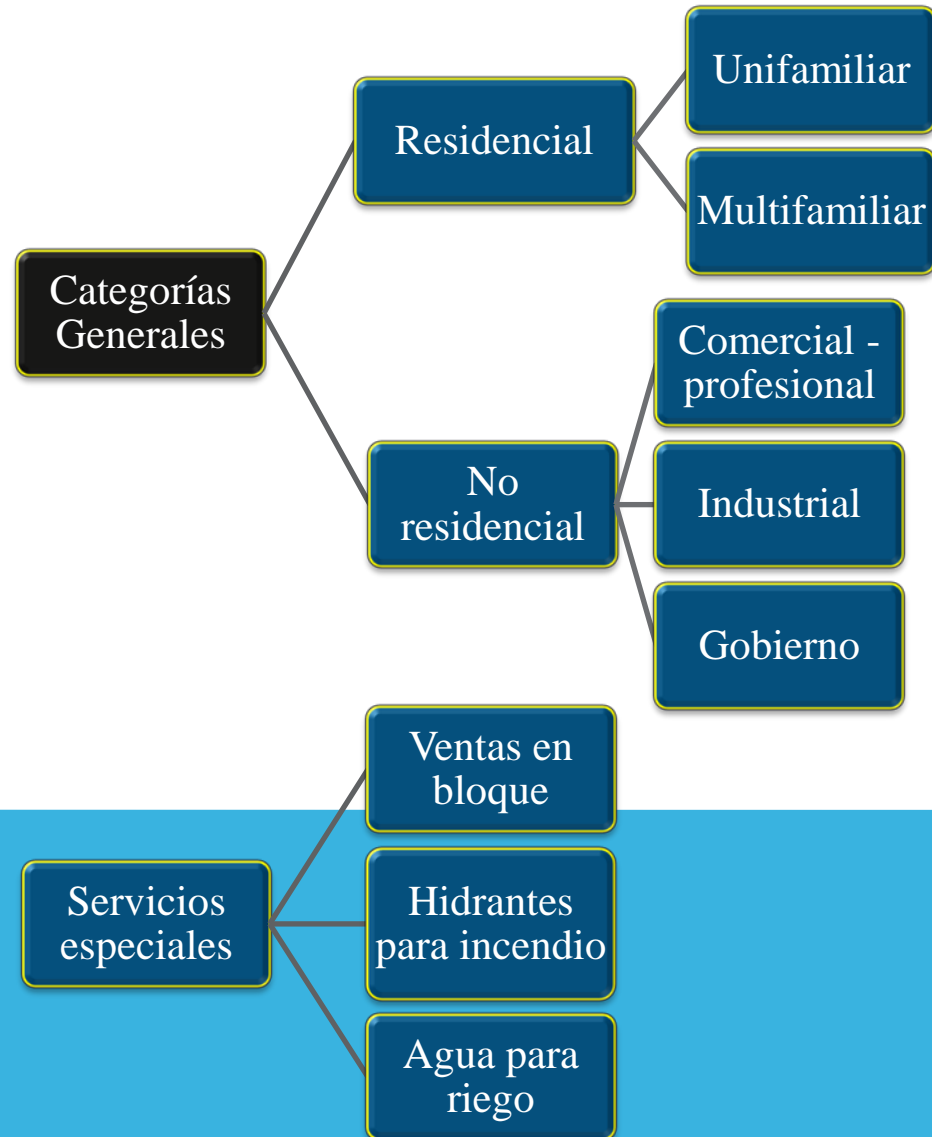 Categorías
Generales
Residencial
Unifamiliar
Multifamiliar
No
residencial
Comercial -
profesional
Industrial
Gobierno
Servicios
especiales
Ventas en
bloque
Hidrantes
para incendio
Agua para
riego